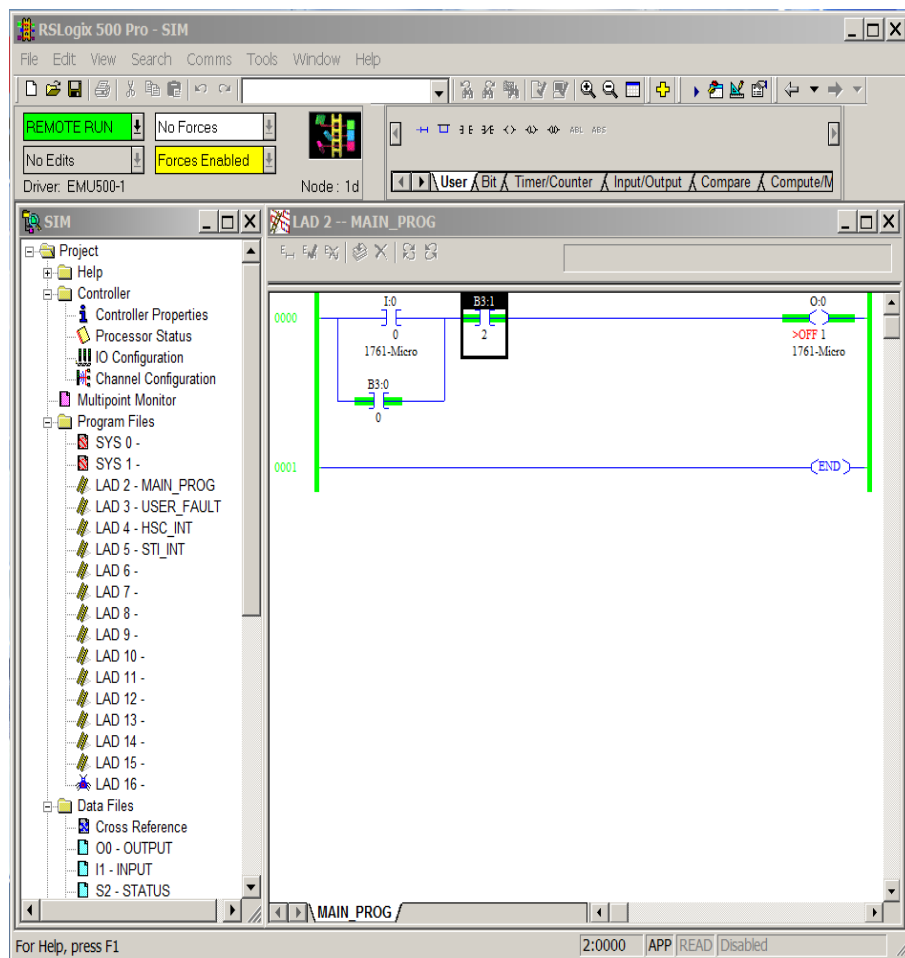 RSLogix 500 Pro - SIM
File Edit View Search Comms Tools Window Help
REMOTE RUN
No Forces
No Edits
Forces Enabled
Driver: EMU500-1
Node : 1d
ABL ABS
User Bit Timer/Counter Input/Output Compare Compute/M
SIM
Project
Help
Controller
Controller Properties
Processor Status
IO Configuration
Channel Configuration
Multipoint Monitor
Program Files
SYS 0 -
SYS 1 -
LAD 2 - MAIN_PROG
LAD 3 - USER_FAULT
LAD 4 - HSC_INT
LAD 5 - STI_INT
LAD 6 -
LAD 7 -
LAD 8 -
LAD 9 -
LAD 10 -
LAD 11 -
LAD 12 -
LAD 13 -
LAD 14 -
LAD 15 -
LAD 16 -
Data Files
Cross Reference
O0 - OUTPUT
I1 - INPUT
S2 - STATUS
LAD 2 -- MAIN_PROG
I:0 B3:1 O:0
0000
0 2 >OFF 1
1761-Micro 1761-Micro
B3:0
0
0001 END
MAIN_PROG
For Help, press F1
2:0000 APP READ Disabled